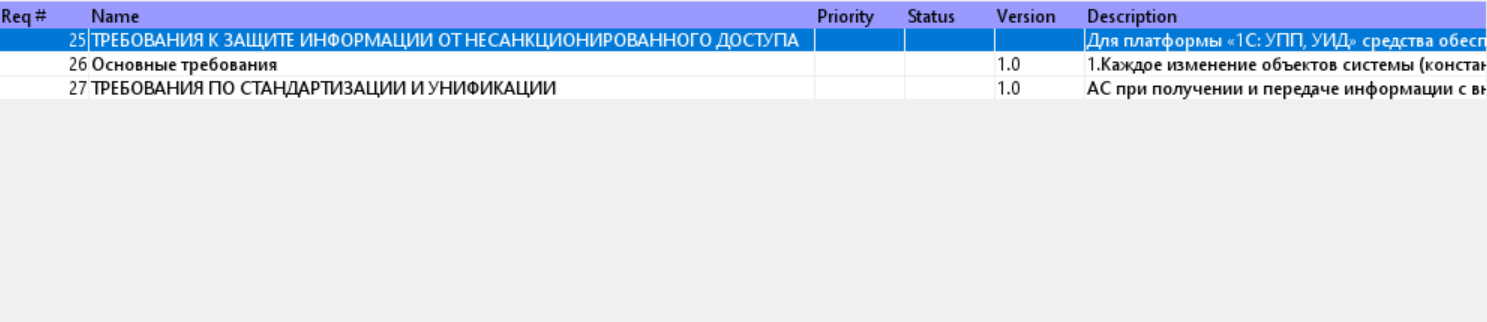 Req # Name Priority Status Version Description
25 ТРЕБОВАНИЯ К ЗАЩИТЕ ИНФОРМАЦИИ ОТ НЕСАНКЦИОНИРОВАННОГО ДОСТУПА Для платформы «1С: УПП, УИД» средства обесп
26 Основные требования 1.0 1.Каждое изменение объектов системы (констан
27 ТРЕБОВАНИЯ ПО СТАНДАРТИЗАЦИИ И УНИФИКАЦИИ 1.0 АС при получении и передаче информации с вн